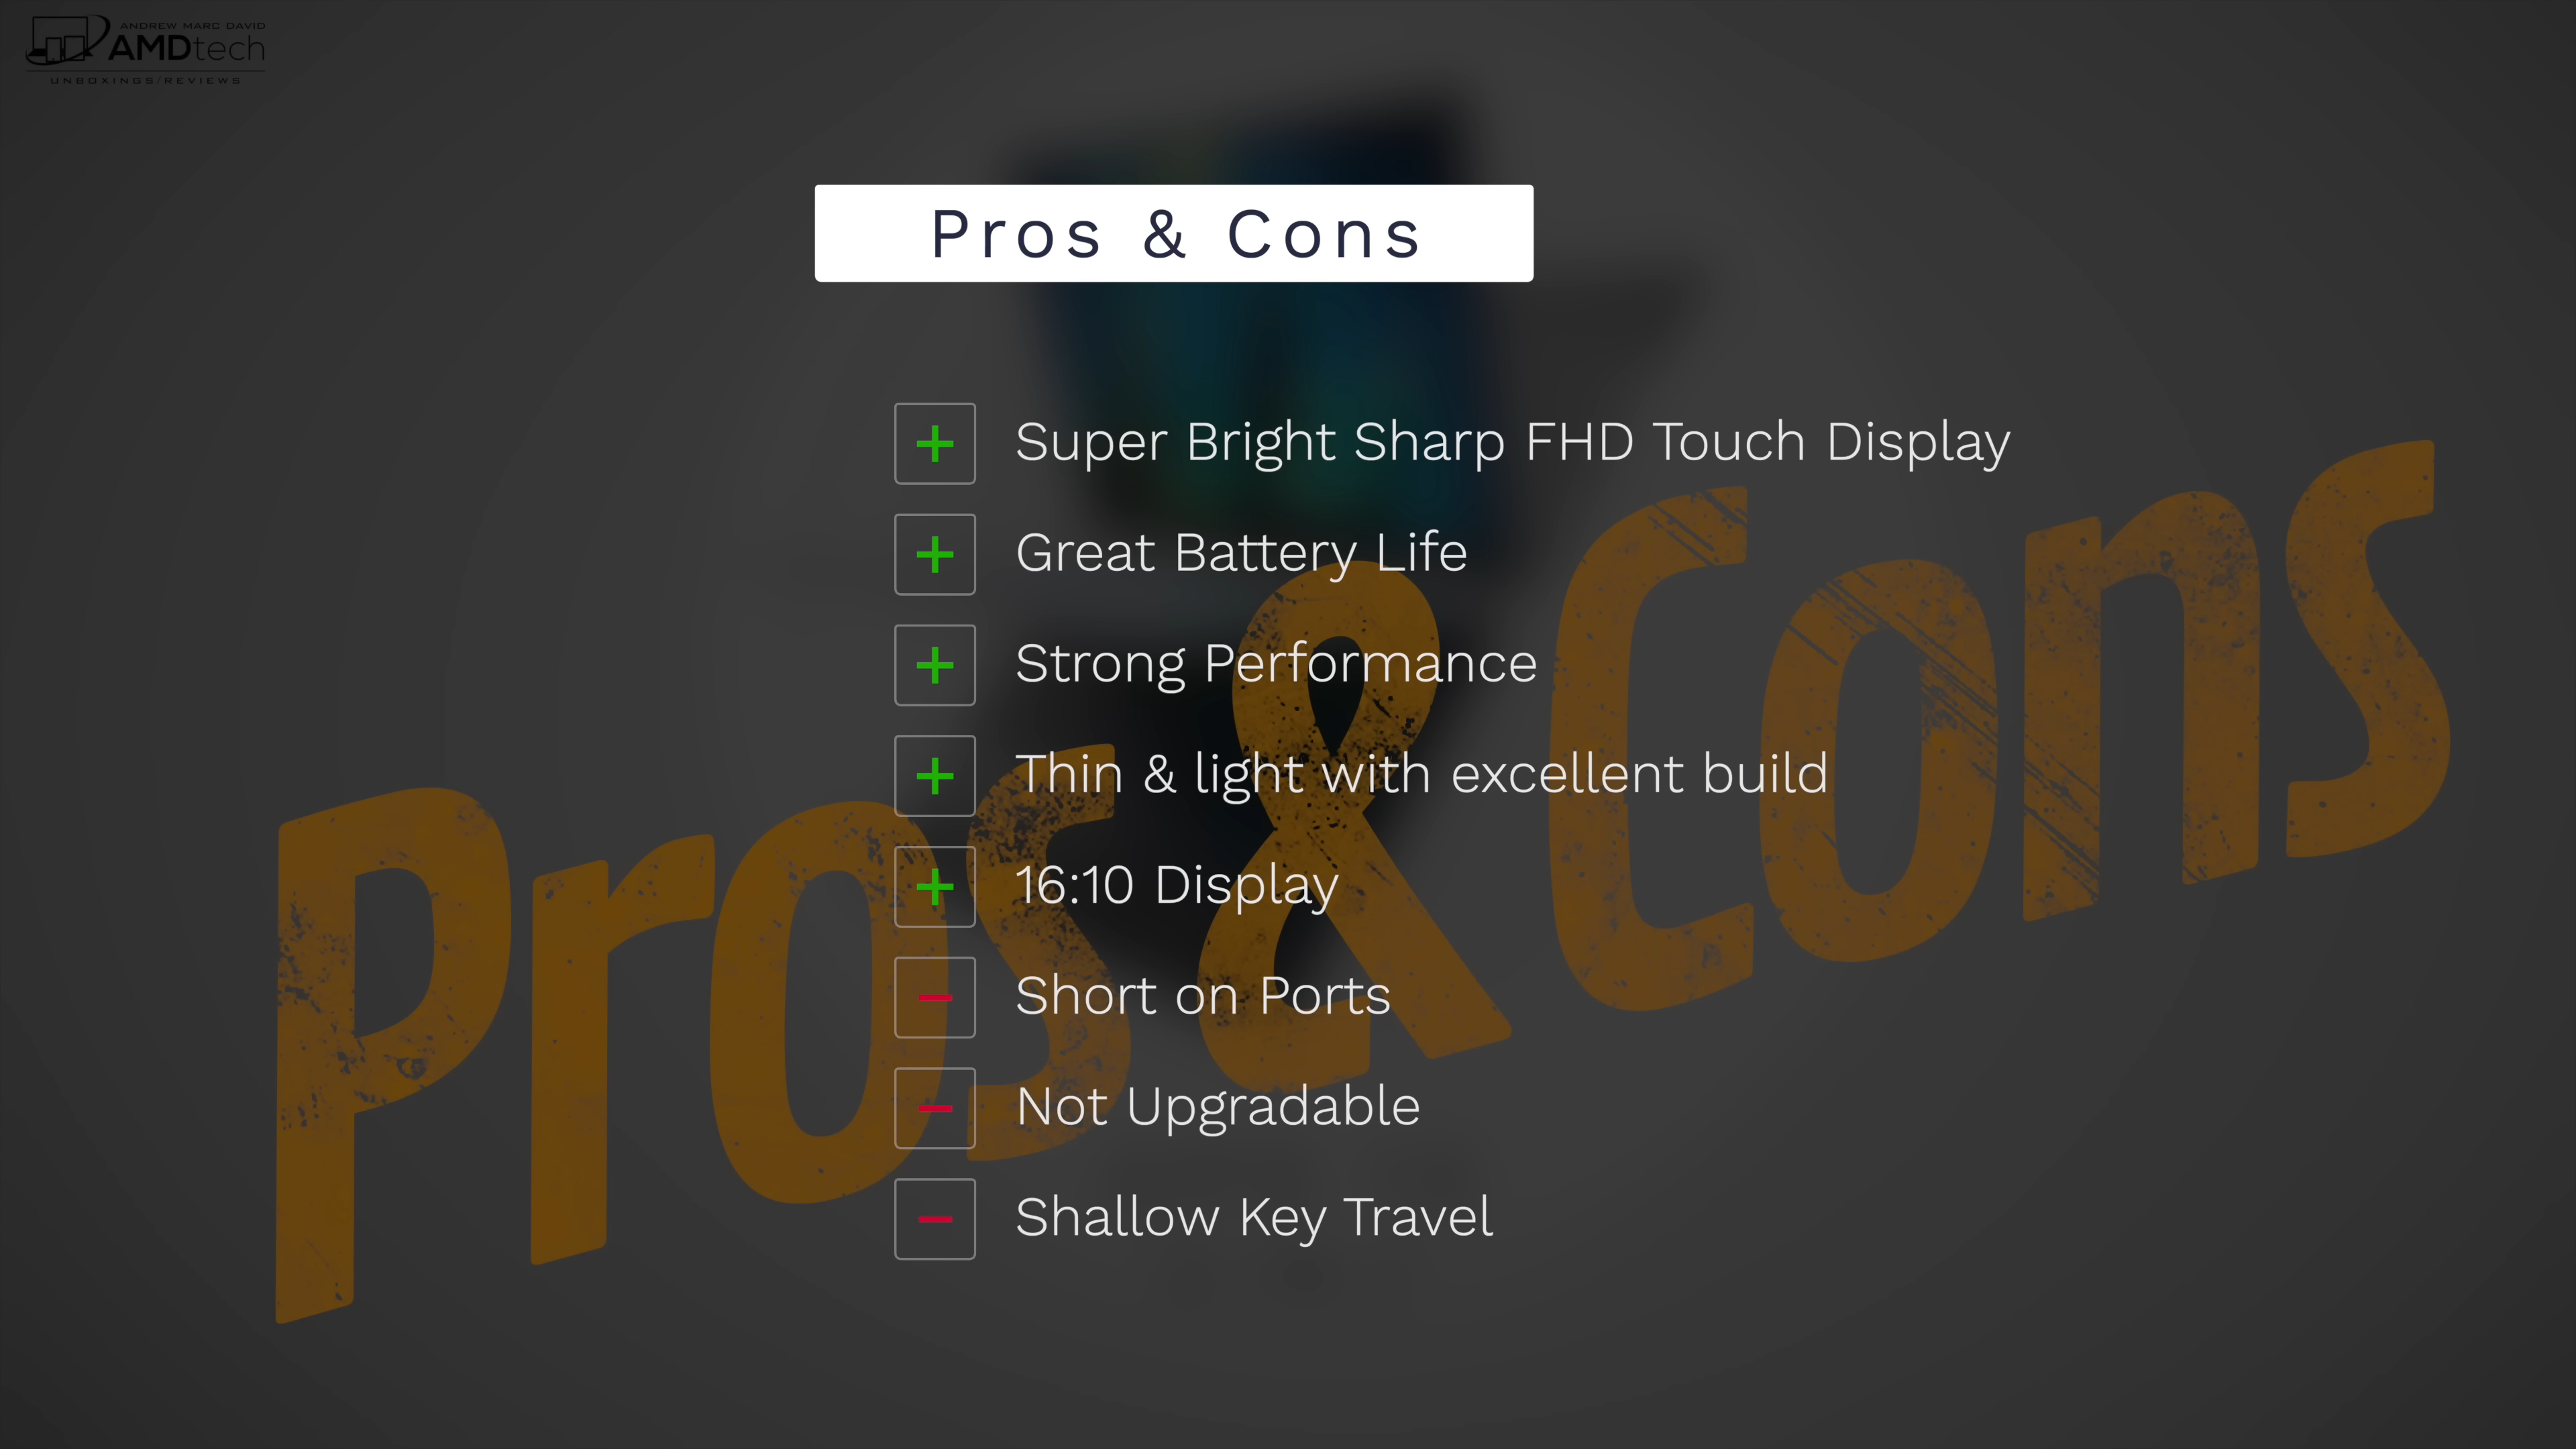 ANDREW MARC DAVID
AMDtech
UNBOXINGS/REVIEWS
Pros & Cons
+ Super Bright Sharp FHD Touch Display
+ Great Battery Life
+ Strong Performance
+ Thin & light with excellent build
+ 16:10 Display
− Short on Ports
− Not Upgradable
− Shallow Key Travel
Pros & Cons